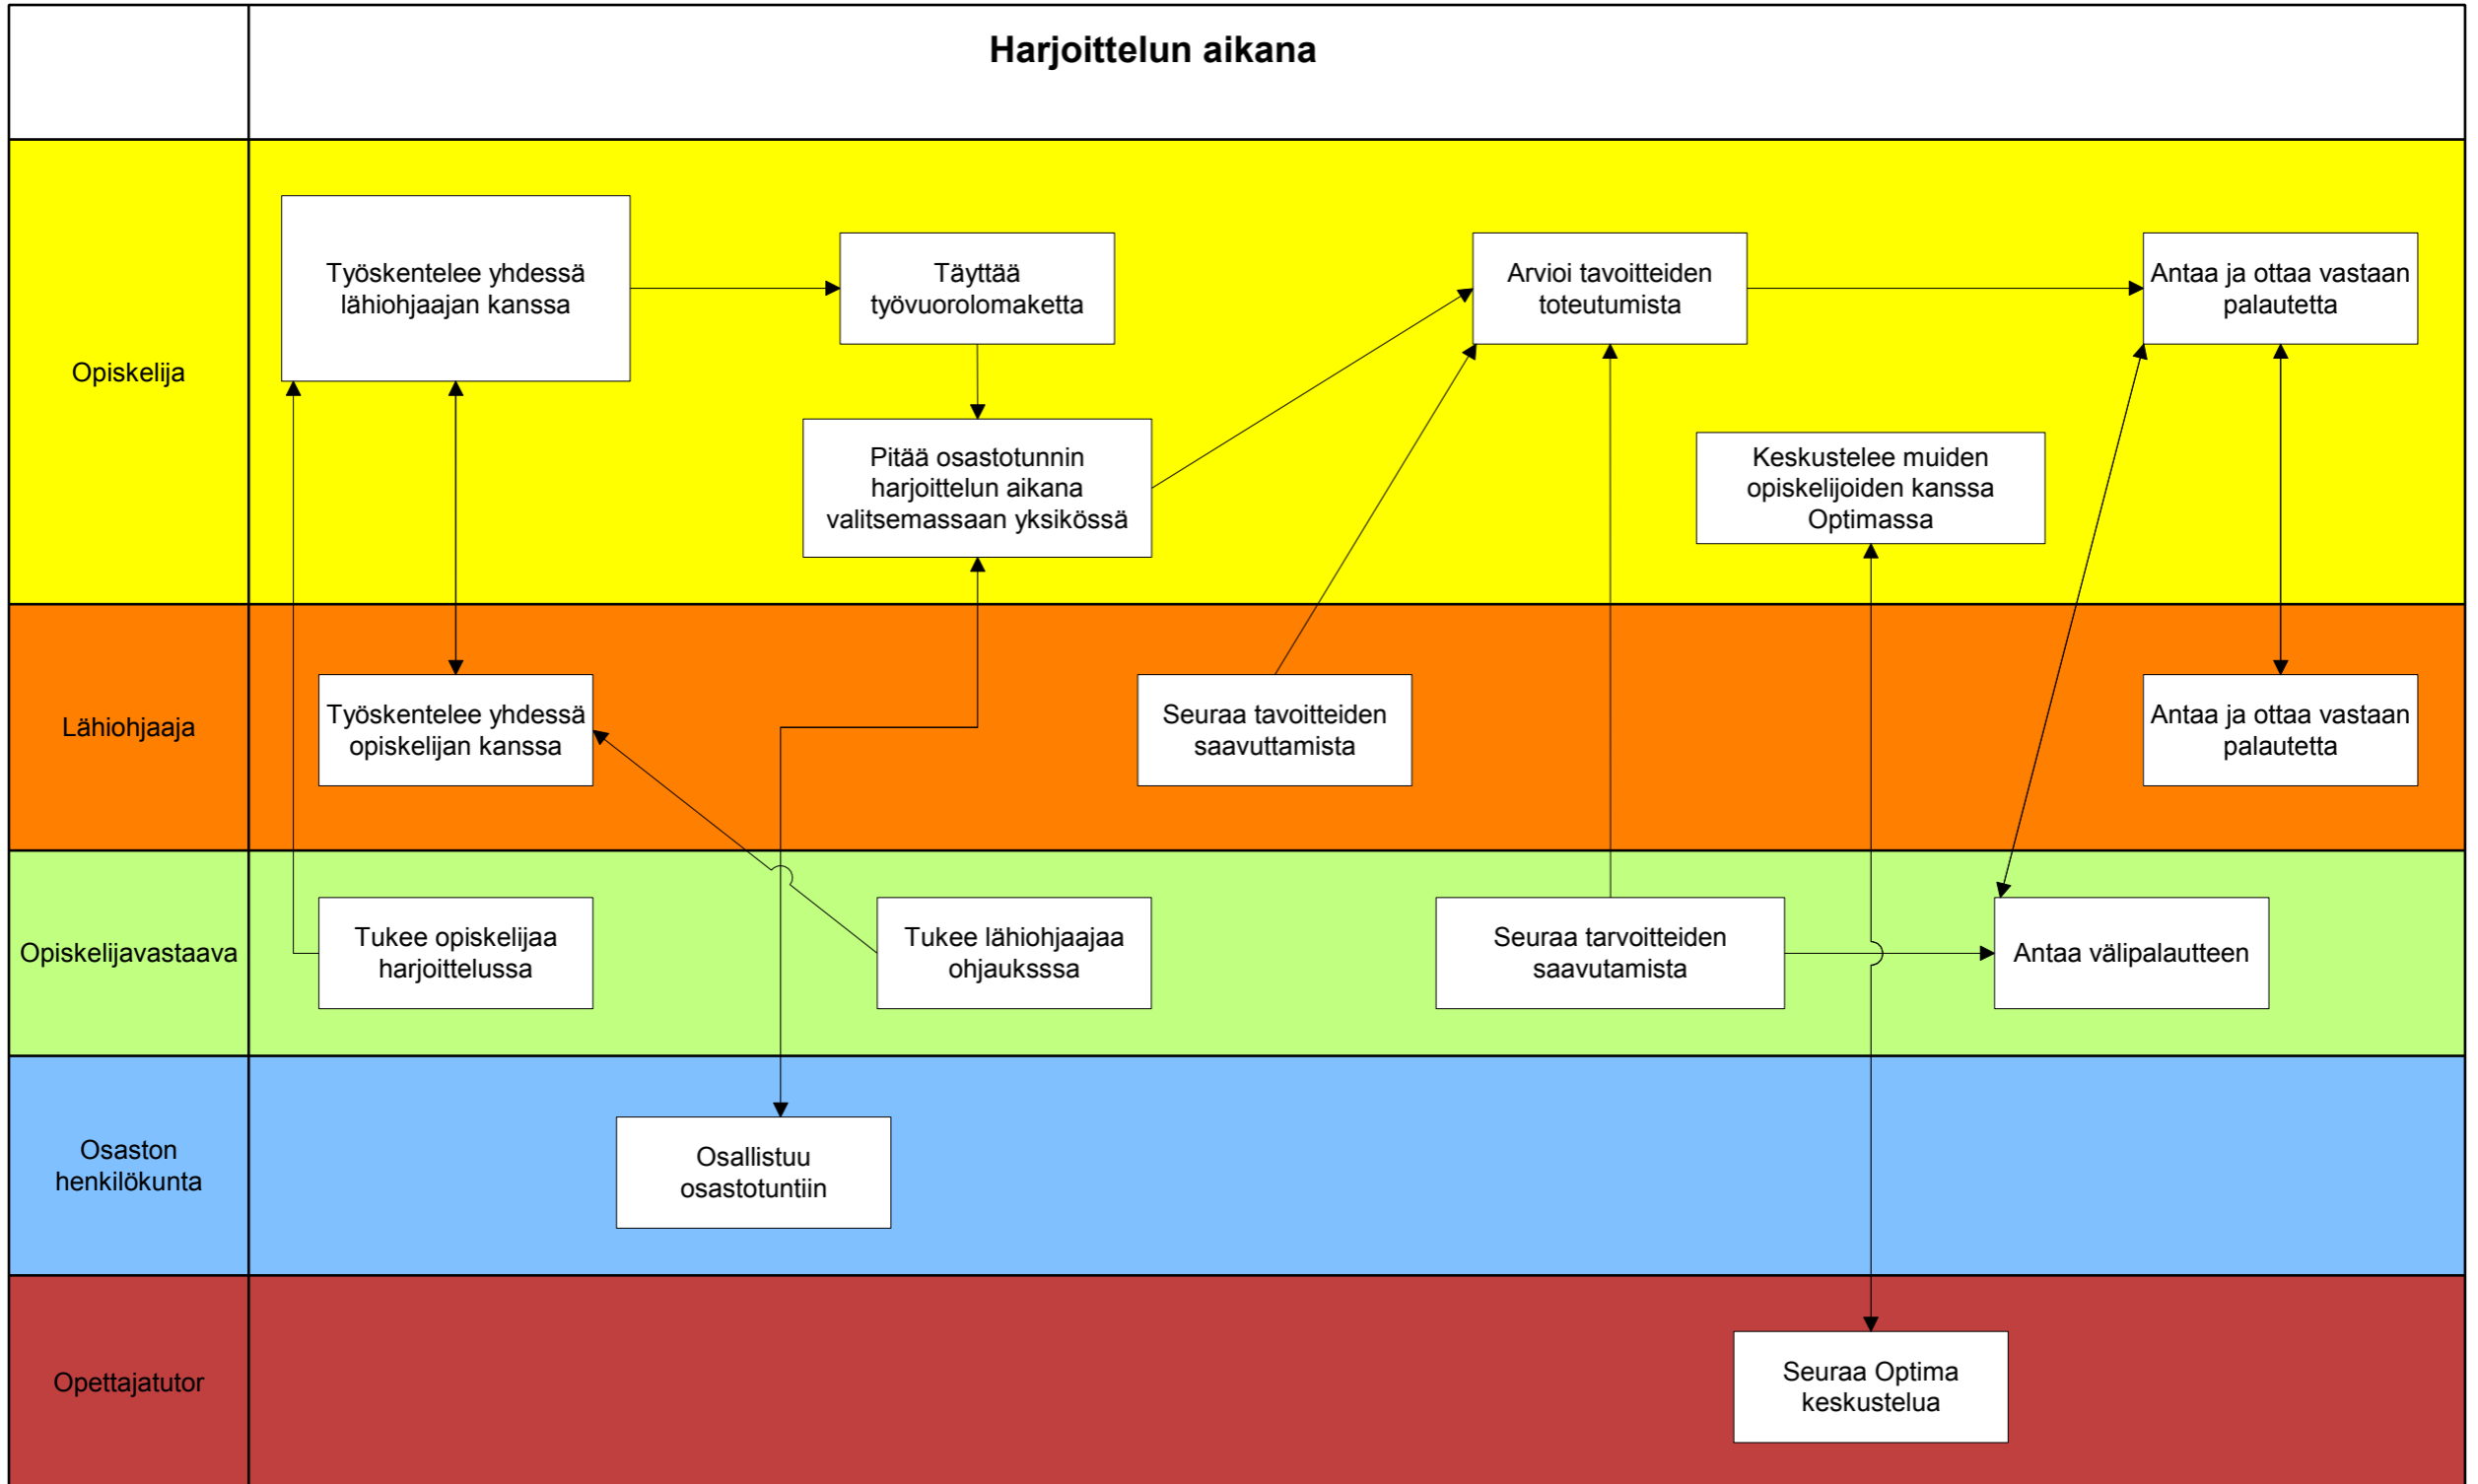 Harjoittelun aikana
Opiskelija
Työskentelee yhdessä
lähiohjaajan kanssa
Täyttää
työvuorolomaketta
Arvioi tavoitteiden
toteutumista
Antaa ja ottaa vastaan
palautetta
Pitää osastotunnin
harjoittelun aikana
valitsemassaan yksikössä
Keskustelee muiden
opiskelijoiden kanssa
Optimassa
Lähiohjaaja
Työskentelee yhdessä
opiskelijan kanssa
Seuraa tavoitteiden
saavuttamista
Antaa ja ottaa vastaan
palautetta
Opiskelijavastaava
Tukee opiskelijaa
harjoittelussa
Tukee lähiohjaajaa
ohjauksssa
Seuraa tarvoitteiden
saavutamista
Antaa välipalautteen
Osaston
henkilökunta
Osallistuu
osastotuntiin
Opettajatutor
Seuraa Optima
keskustelua